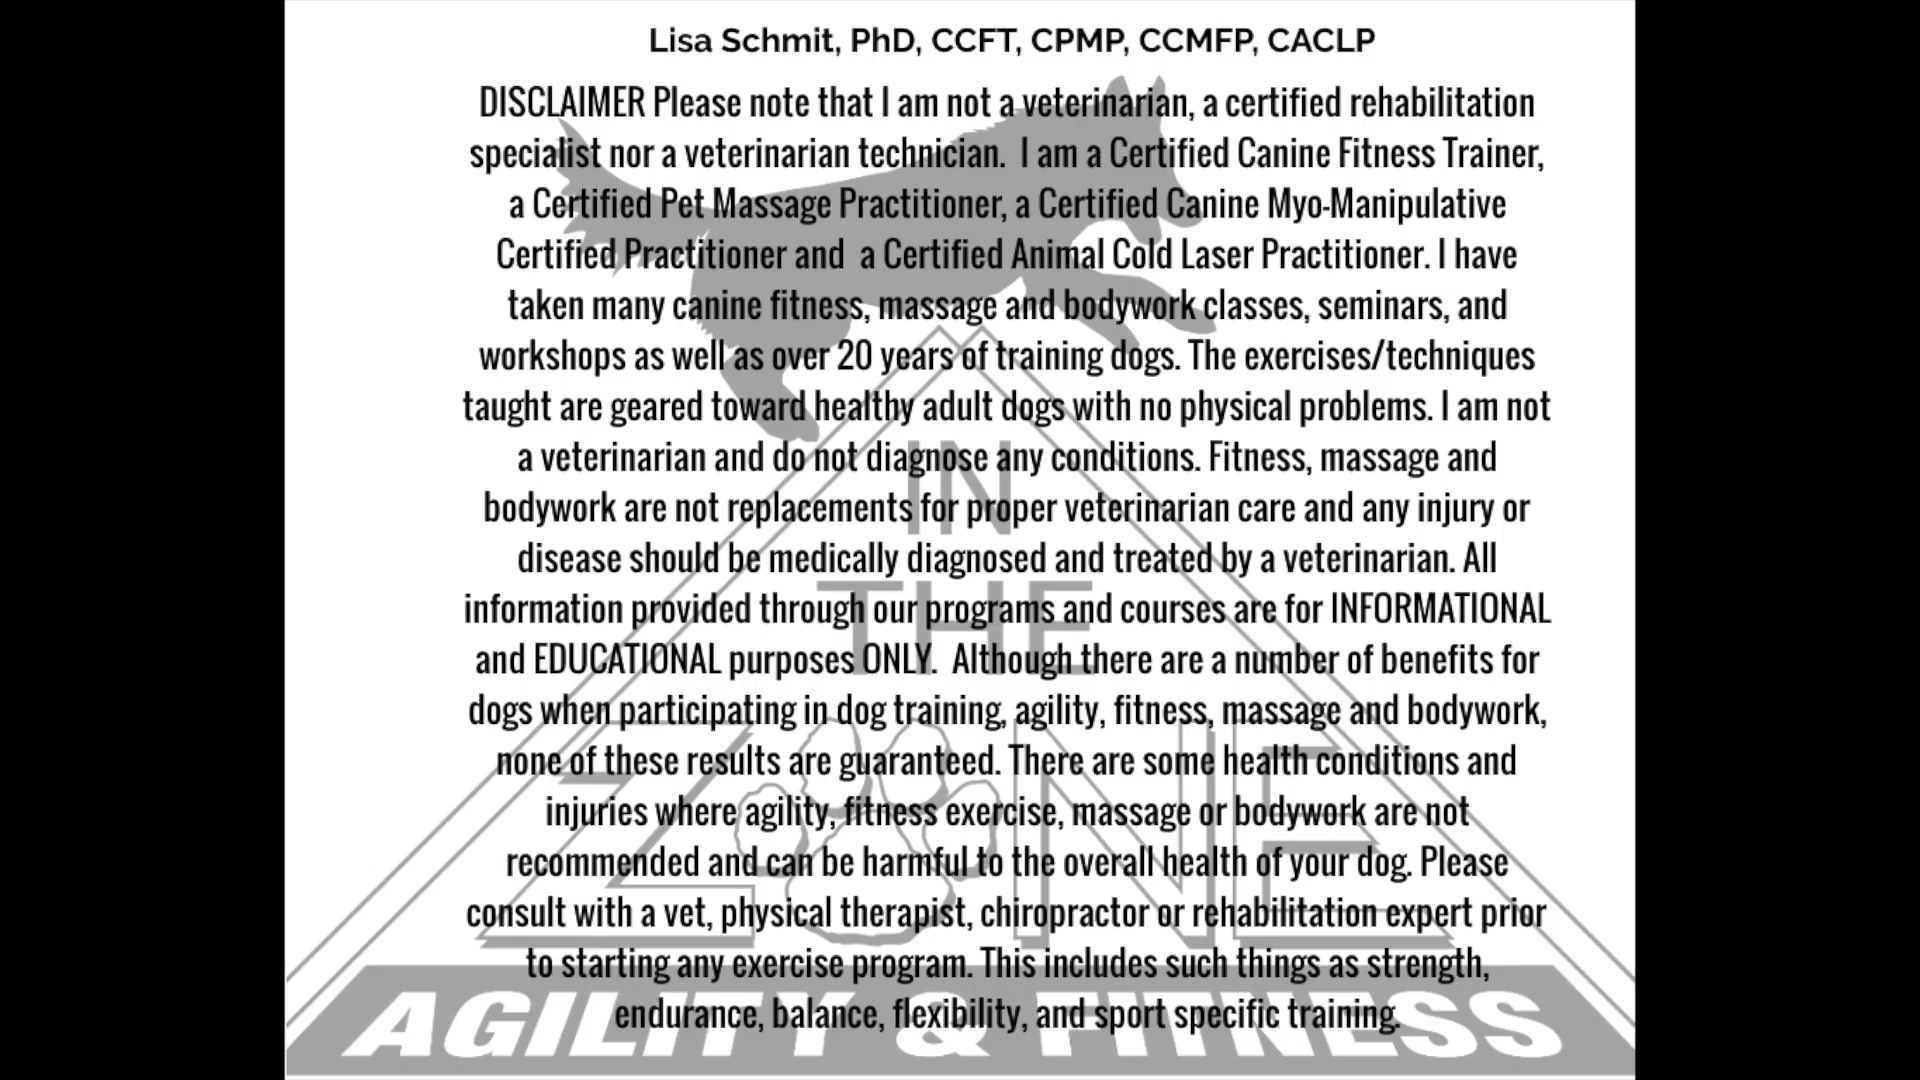 Lisa Schmit, PhD, CCFT, CPMP, CCMFP, CACLP
DISCLAIMER Please note that I am not a veterinarian, a certified rehabilitation
specialist nor a veterinarian technician.  I am a Certified Canine Fitness Trainer,
a Certified Pet Massage Practitioner, a Certified Canine Myo-Manipulative
Certified Practitioner and  a Certified Animal Cold Laser Practitioner. I have
taken many canine fitness, massage and bodywork classes, seminars, and
workshops as well as over 20 years of training dogs. The exercises/techniques
taught are geared toward healthy adult dogs with no physical problems. I am not
a veterinarian and do not diagnose any conditions. Fitness, massage and
bodywork are not replacements for proper veterinarian care and any injury or
disease should be medically diagnosed and treated by a veterinarian. All
information provided through our programs and courses are for INFORMATIONAL
and EDUCATIONAL purposes ONLY.  Although there are a number of benefits for
dogs when participating in dog training, agility, fitness, massage and bodywork,
none of these results are guaranteed. There are some health conditions and
injuries where agility, fitness exercise, massage or bodywork are not
recommended and can be harmful to the overall health of your dog. Please
consult with a vet, physical therapist, chiropractor or rehabilitation expert prior
to starting any exercise program. This includes such things as strength,
endurance, balance, flexibility, and sport specific training.
IN
THE
ZONE
AGILITY & FITNESS